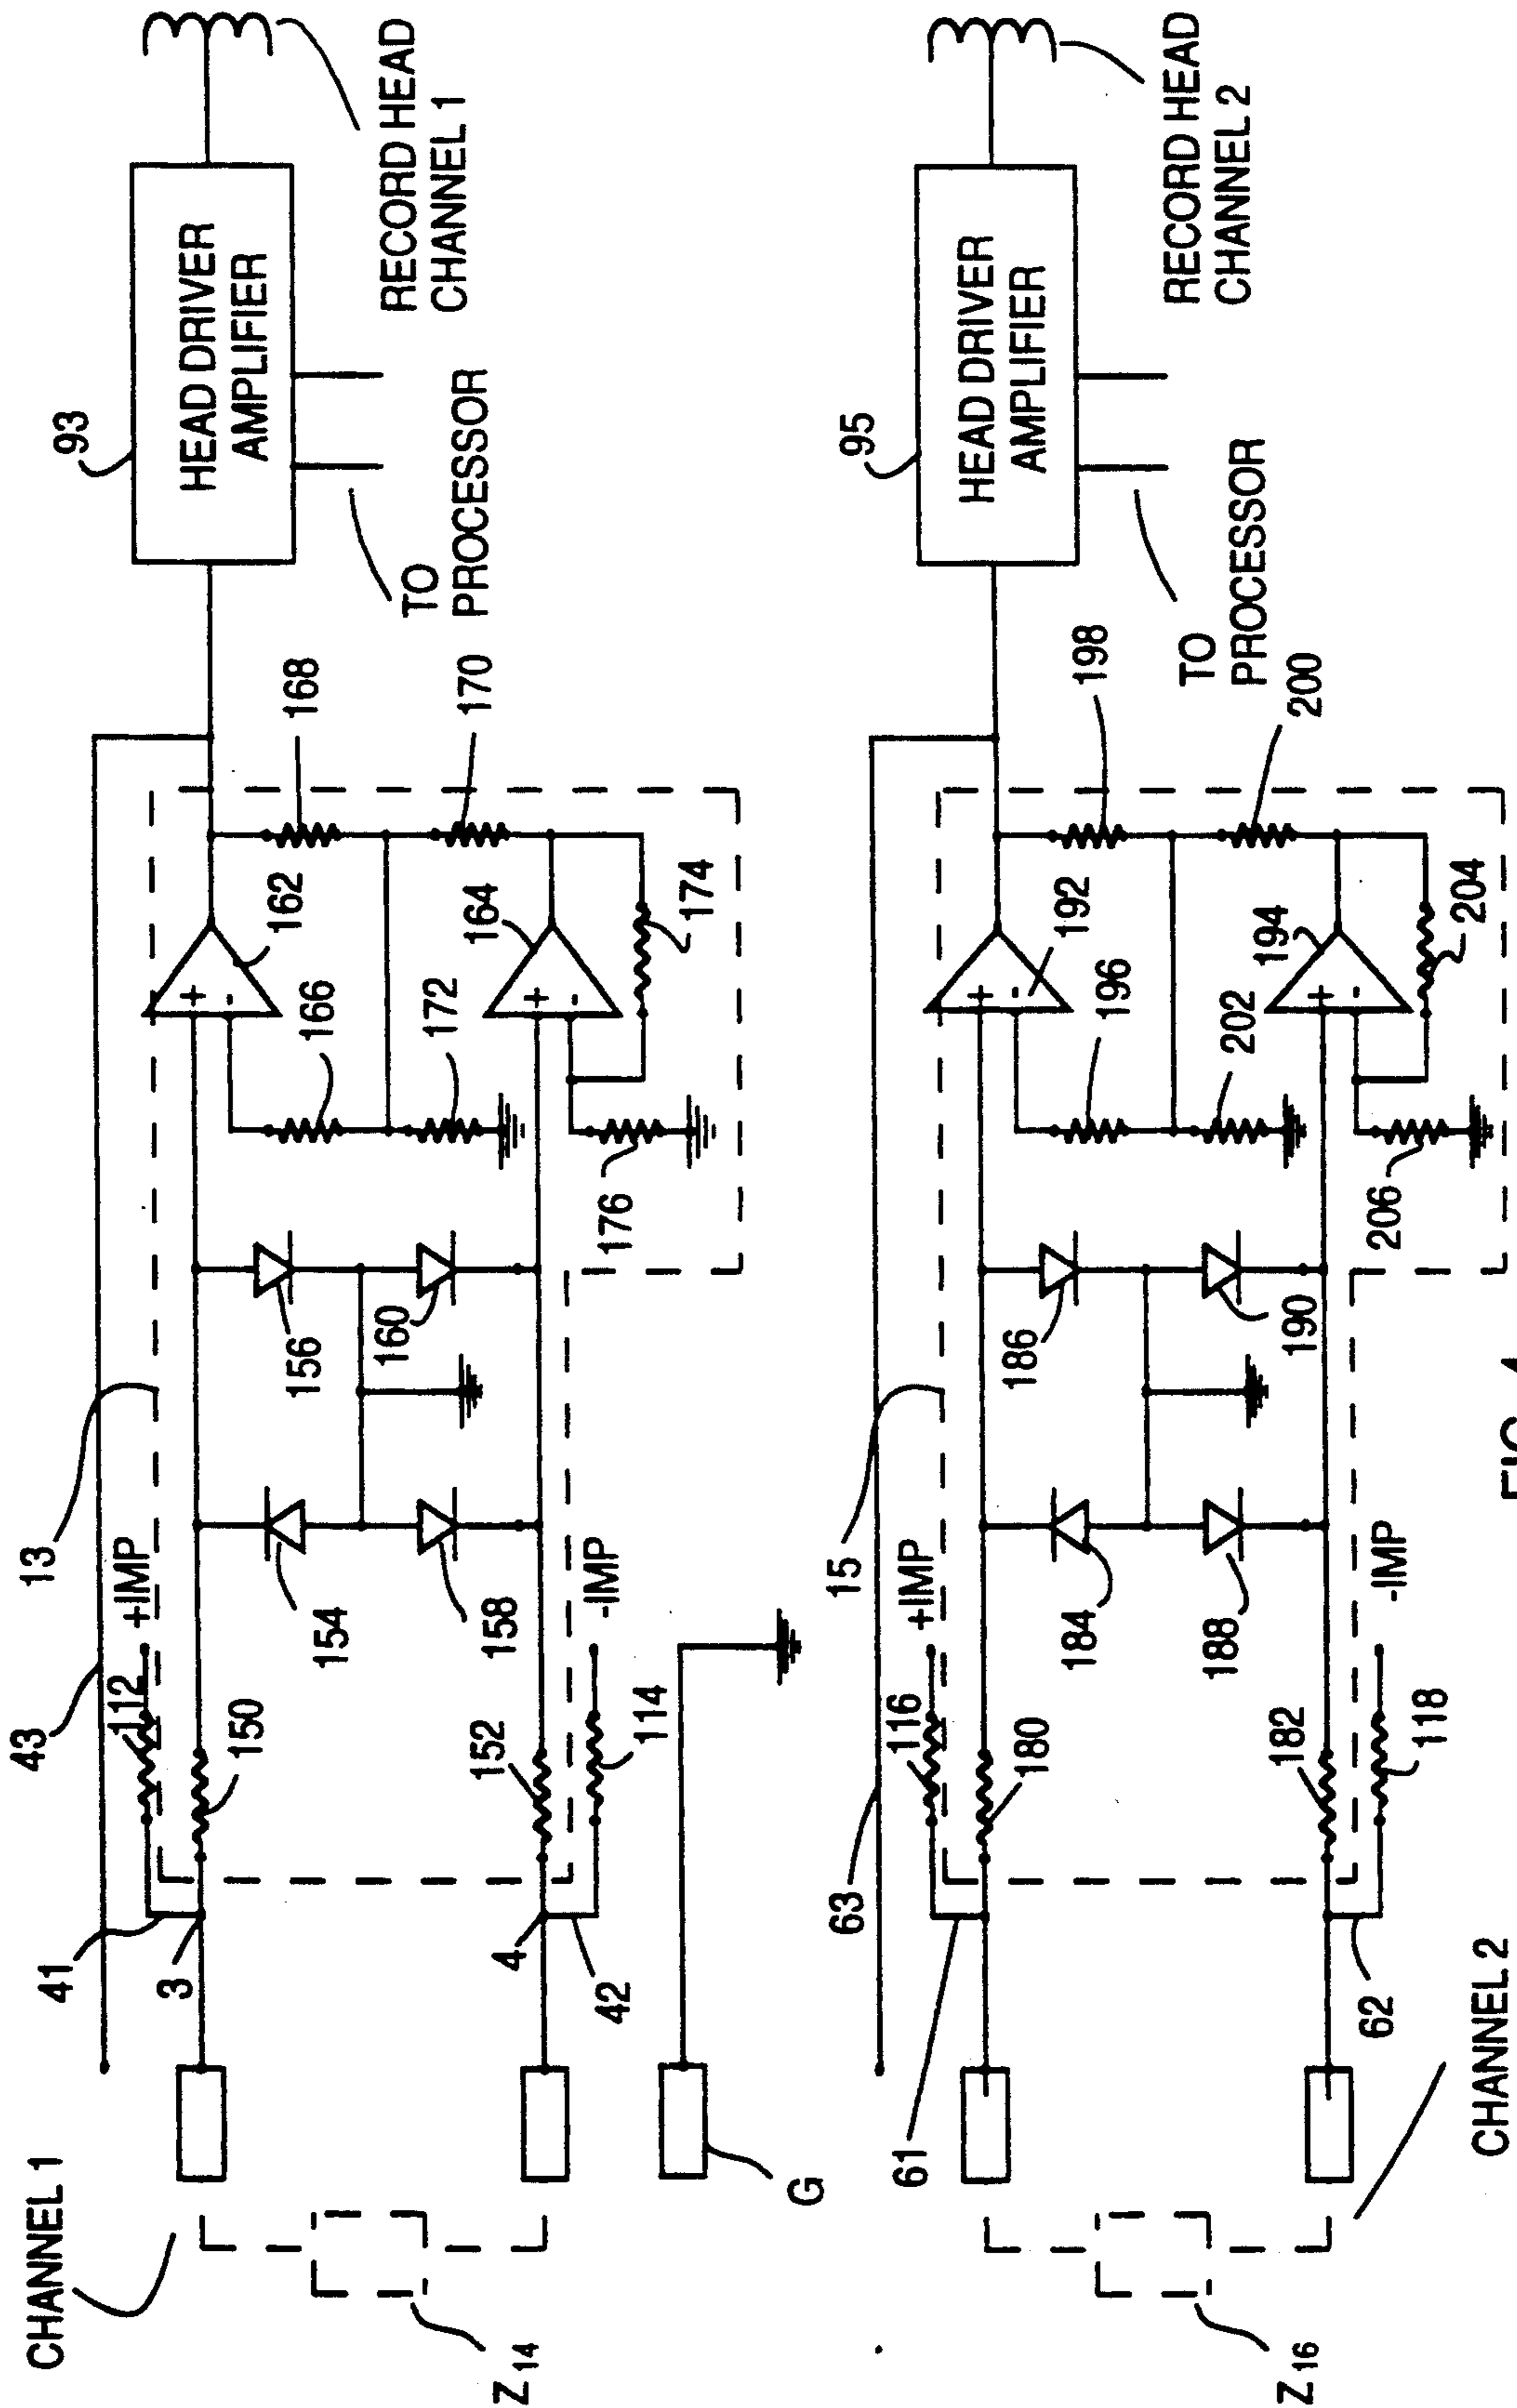 CHANNEL 1
Z14
41
3
43
112
+IMP
13
150
154
156
160
158
152
4
42
114
-IMP
G
162
166
172
164
168
170
174
176
93
HEAD DRIVER
AMPLIFIER
TO
PROCESSOR
RECORD HEAD
CHANNEL 1
CHANNEL 2
Z16
61
63
116
+IMP
15
180
184
186
190
188
182
62
118
-IMP
192
196
202
194
198
200
204
206
95
HEAD DRIVER
AMPLIFIER
TO
PROCESSOR
RECORD HEAD
CHANNEL 2